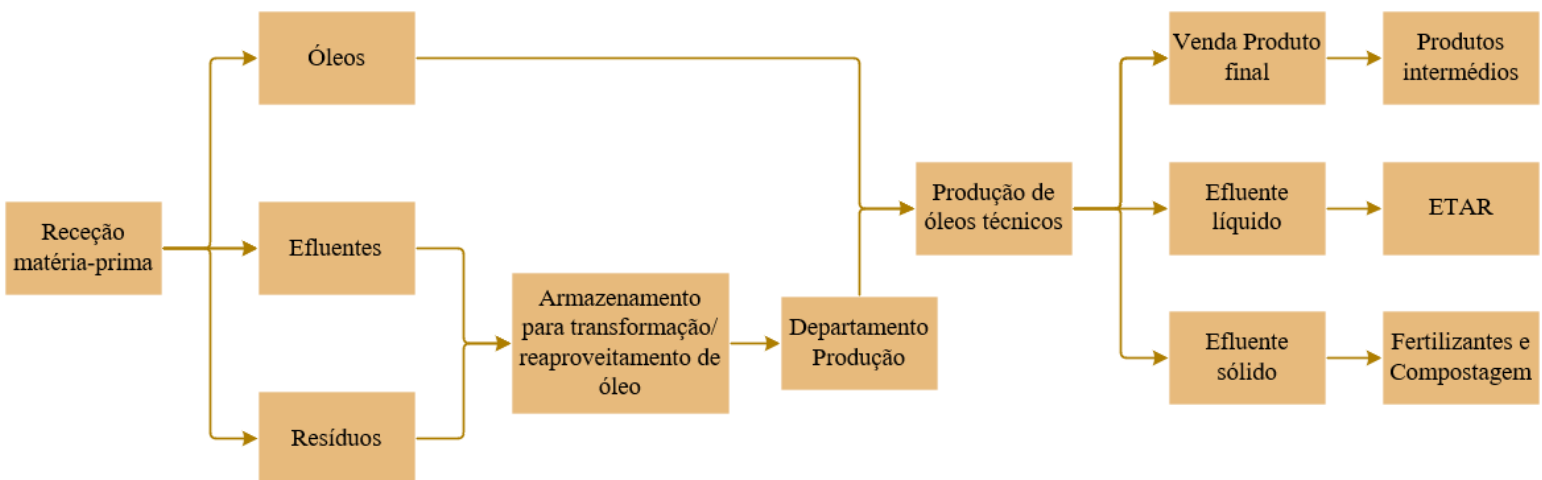 Receção
matéria-prima
Óleos
Efluentes
Resíduos
Armazenamento
para transformação/
reaproveitamento de
óleo
Departamento
Produção
Produção de
óleos técnicos
Venda Produto
final
Produtos
intermédios
Efluente
líquido
ETAR
Efluente
sólido
Fertilizantes e
Compostagem